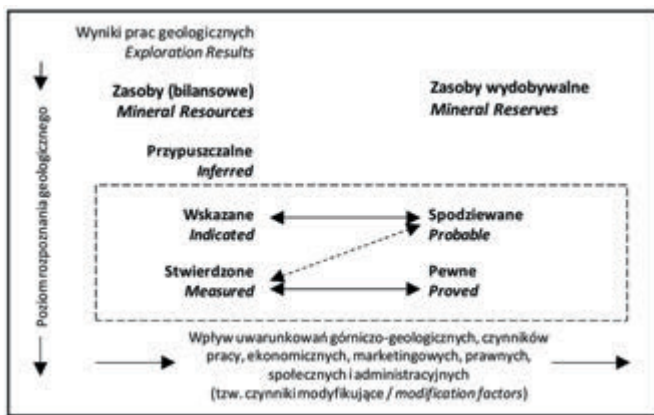 Wyniki prac geologicznych
Exploration Results
Zasoby (bilansowe)
Mineral Resources
Zasoby wydobywalne
Mineral Reserves
Przypuszczalne
Inferred
Wskazane
Indicated
Spodziewane
Probable
Stwierdzone
Measured
Pewne
Proved
Poziom rozpoznania geologicznego
Wpływ uwarunkowań górniczo-geologicznych, czynników
pracy, ekonomicznych, marketingowych, prawnych,
społecznych i administracyjnych
(tzw. czynniki modyfikujące / modification factors)